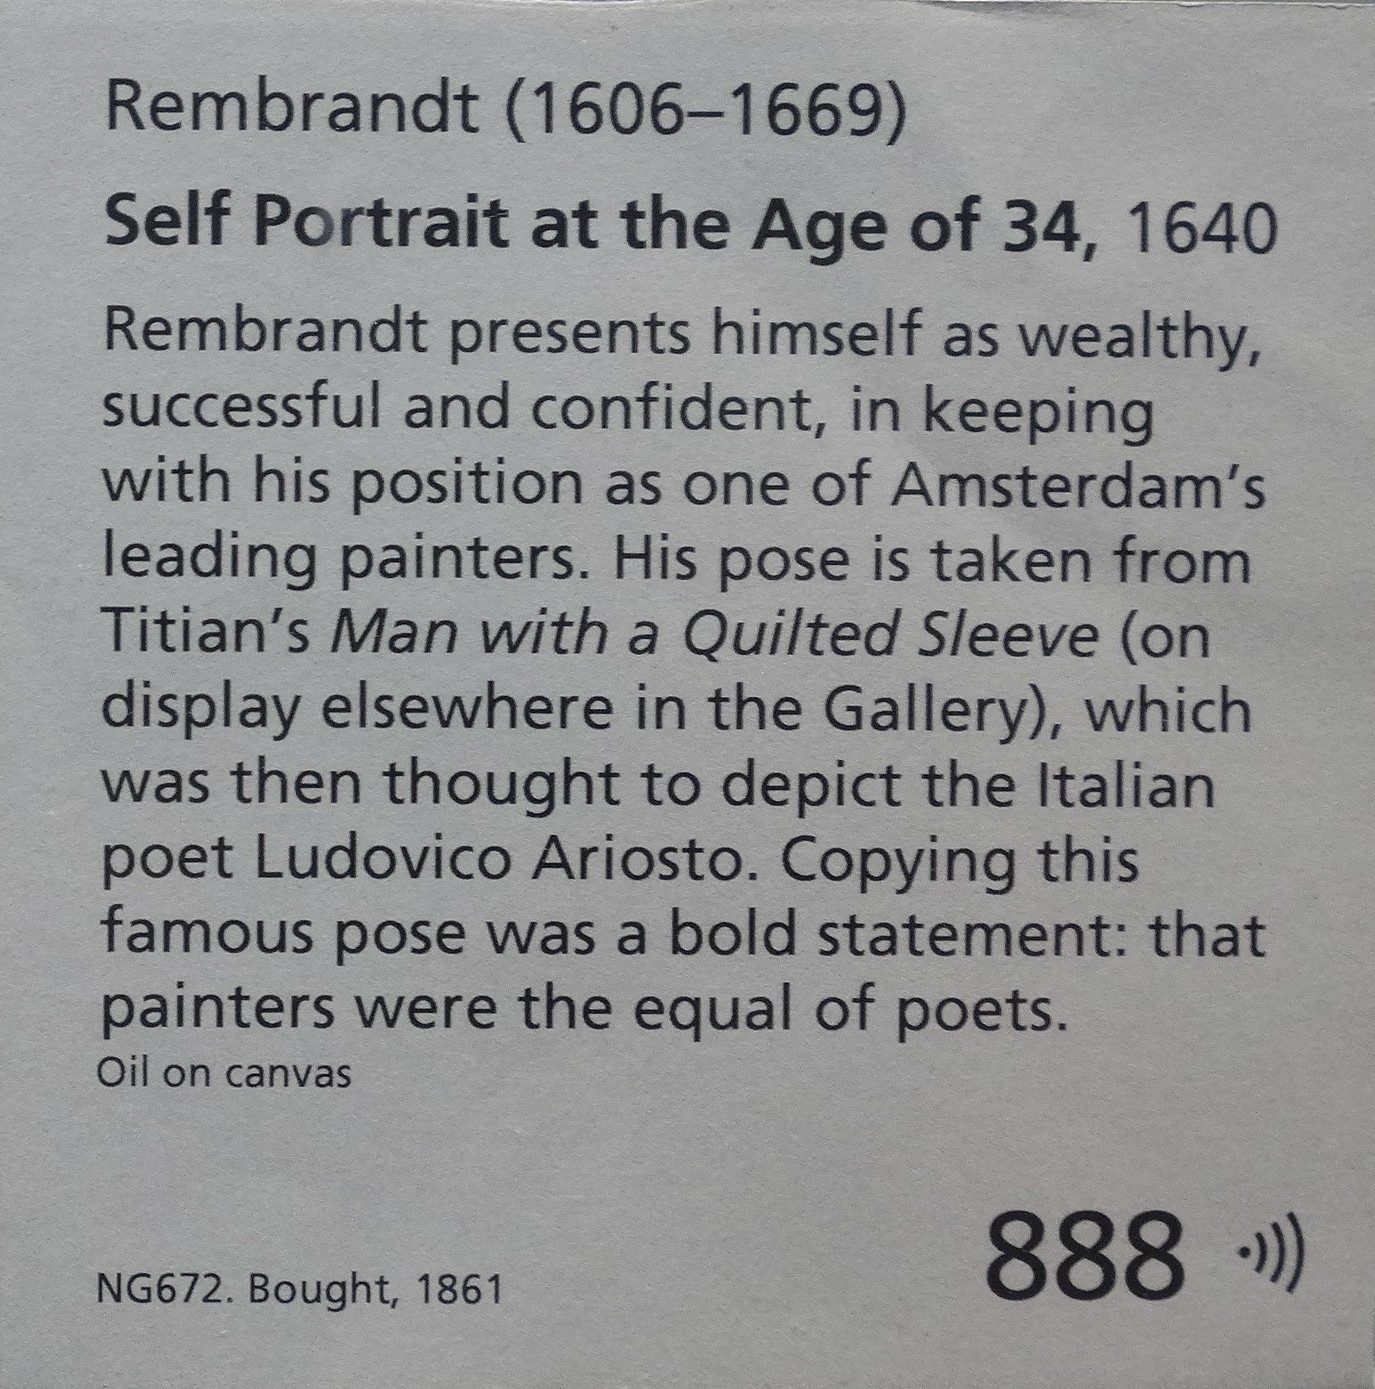 Rembrandt (1606–1669)
Self Portrait at the Age of 34, 1640
Rembrandt presents himself as wealthy,
successful and confident, in keeping
with his position as one of Amsterdam’s
leading painters. His pose is taken from
Titian’s Man with a Quilted Sleeve (on
display elsewhere in the Gallery), which
was then thought to depict the Italian
poet Ludovico Ariosto. Copying this
famous pose was a bold statement: that
painters were the equal of poets.
Oil on canvas
888
NG672. Bought, 1861